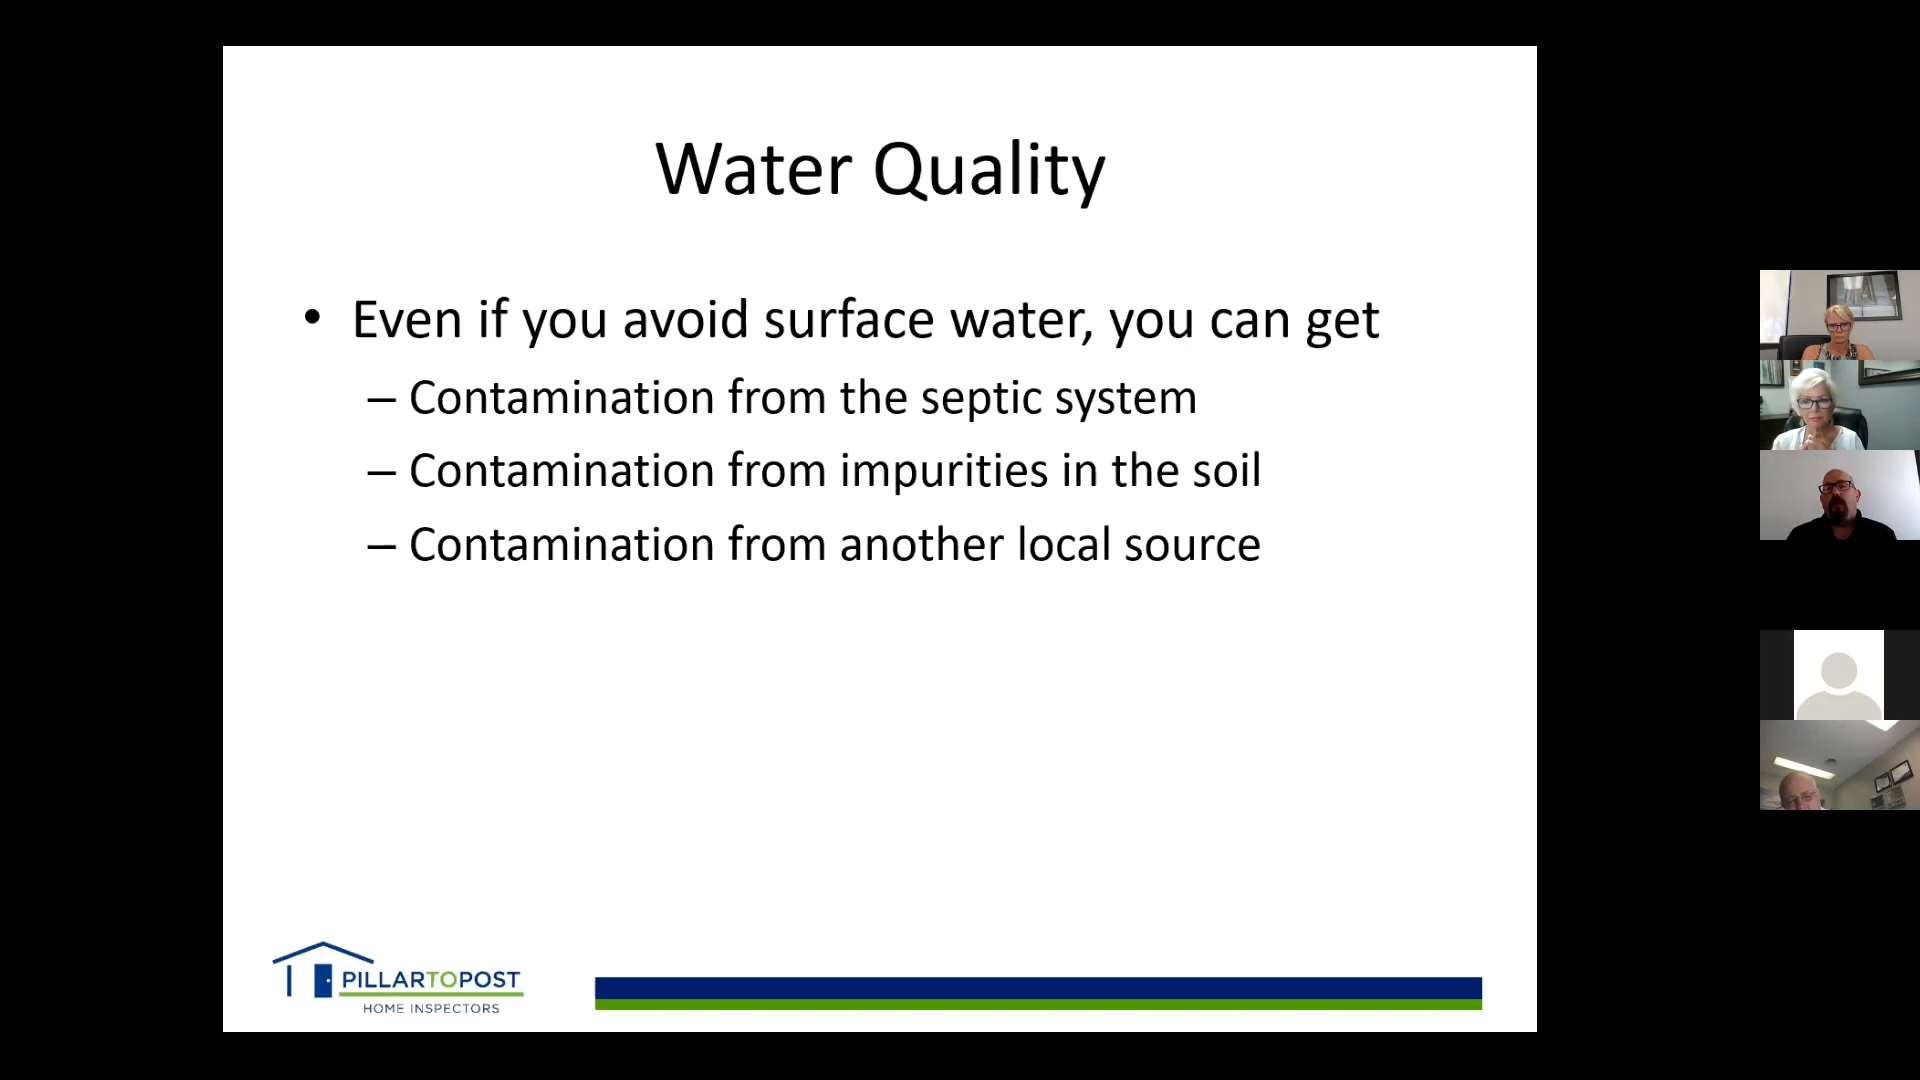 Water Quality
• Even if you avoid surface water, you can get
– Contamination from the septic system
– Contamination from impurities in the soil
– Contamination from another local source
PILLARTOPOST
HOME INSPECTORS